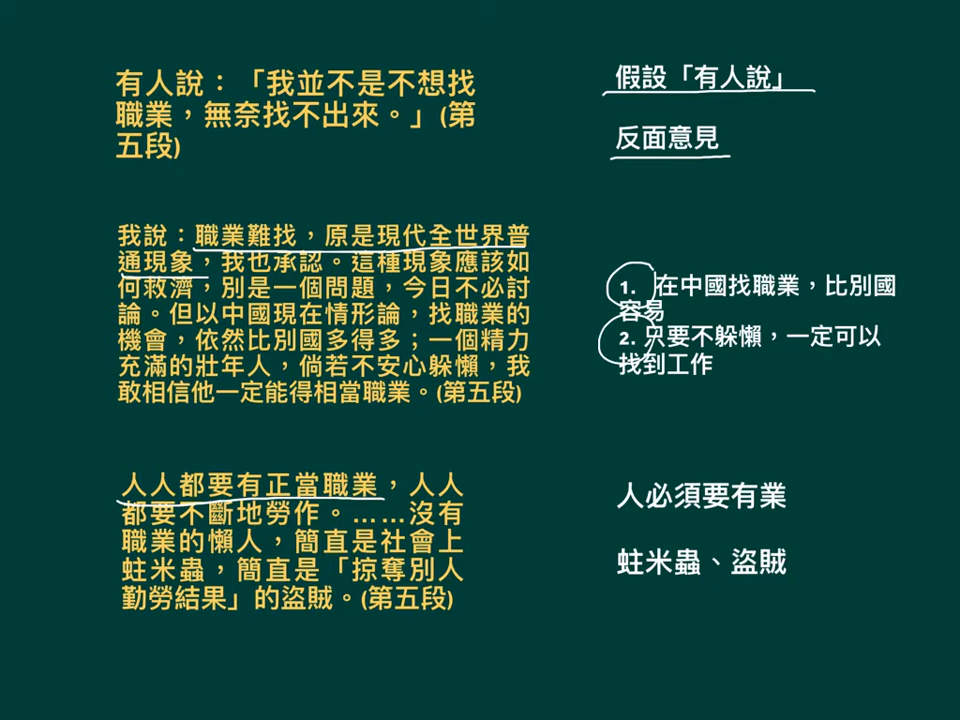 有人說：「我並不是不想找
職業，無奈找不出來。」(第
五段)
假設「有人說」
反面意見
我說：職業難找，原是現代全世界普
通現象，我也承認。這種現象應該如
何救濟，別是一個問題，今日不必討
論。但以中國現在情形論，找職業的
機會，依然比別國多得多；一個精力
充滿的壯年人，倘若不安心躲懶，我
敢相信他一定能得相當職業。(第五段)
1. 在中國找職業，比別國
容易
2. 只要不躲懶，一定可以
找到工作
人人都要有正當職業，人人
都要不斷地勞作。……沒有
職業的懶人，簡直是社會上
蛀米蟲，簡直是「掠奪別人
勤勞結果」的盜賊。(第五段)
人必須要有業
蛀米蟲、盜賊